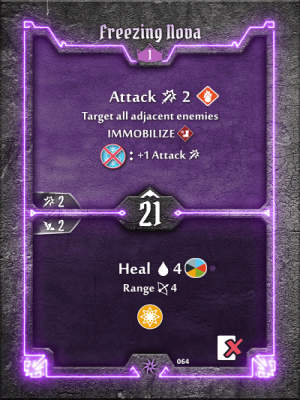 Freezing Nova
1
Attack 2
Target all adjacent enemies
IMMOBILIZE
: +1 Attack
2
21
2
Heal 4
Range 4
064